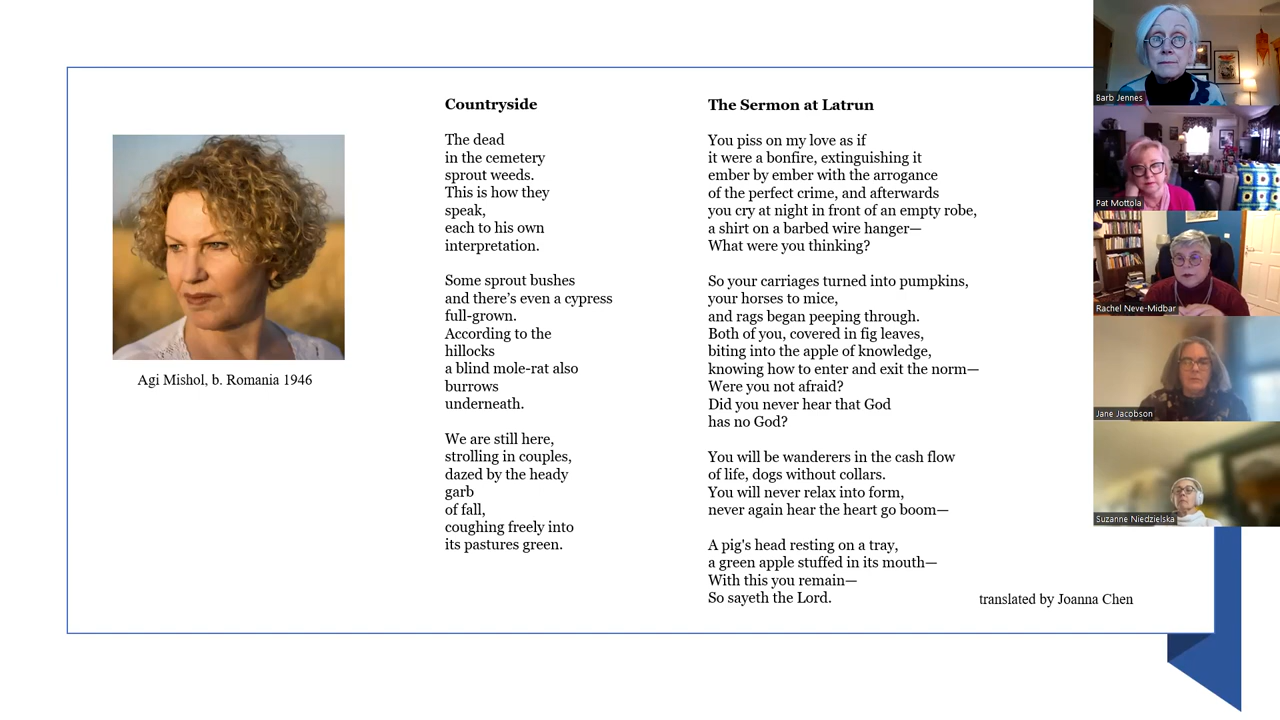 Agi Mishol, b. Romania 1946
Countryside
The dead
in the cemetery
sprout weeds.
This is how they
speak,
each to his own
interpretation.
Some sprout bushes
and there's even a cypress
full-grown.
According to the
hillocks
a blind mole-rat also
burrows
underneath.
We are still here,
strolling in couples,
dazed by the heady
garb
of fall,
coughing freely into
its pastures green.
The Sermon at Latrun
You piss on my love as if
it were a bonfire, extinguishing it
ember by ember with the arrogance
of the perfect crime, and afterwards
you cry at night in front of an empty robe,
a shirt on a barbed wire hanger—
What were you thinking?
So your carriages turned into pumpkins,
your horses to mice,
and rags began peeping through.
Both of you, covered in fig leaves,
biting into the apple of knowledge,
knowing how to enter and exit the norm—
Were you not afraid?
Did you never hear that God
has no God?
You will be wanderers in the cash flow
of life, dogs without collars.
You will never relax into form,
never again hear the heart go boom—
A pig's head resting on a tray,
a green apple stuffed in its mouth—
With this you remain—
So sayeth the Lord.
translated by Joanna Chen
Barb Jennes
Pat Mottola
Rachel Neve-Midbar
Jane Jacobson
Suzanne Niedzielska